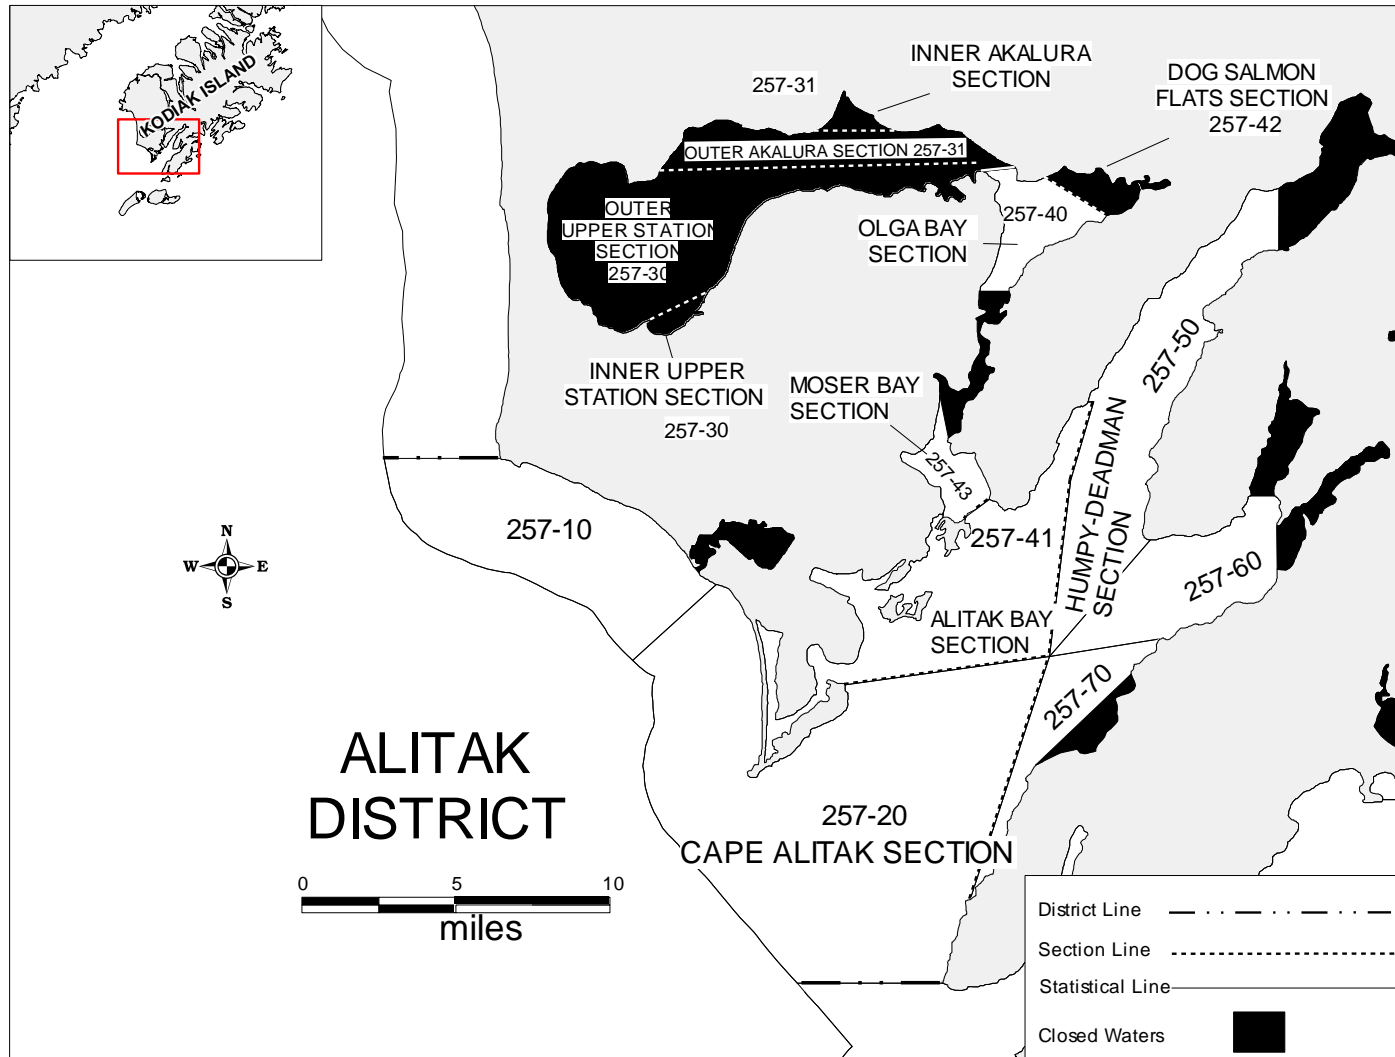 KODIAK ISLAND
INNER AKALURA
SECTION
257-31
DOG SALMON
FLATS SECTION
257-42
OUTER AKALURA SECTION 257-31
OUTER
UPPER STATION
SECTION
257-30
257-40
OLGA BAY
SECTION
INNER UPPER
STATION SECTION
257-30
MOSER BAY
SECTION
257-43
257-50
HUMPY-DEADMAN
SECTION
257-10
257-41
257-60
ALITAK BAY
SECTION
257-70
N
W
E
S
ALITAK
DISTRICT
257-20
CAPE ALITAK SECTION
0 5 10
miles
District Line
Section Line
Statistical Line
Closed Waters